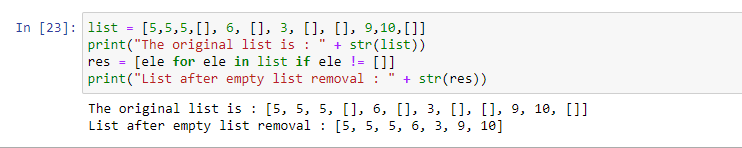 In [23]: list = [5,5,5,[], 6, [], 3, [], [], 9,10,[]]
print("The original list is : " + str(list))
res = [ele for ele in list if ele != []]
print("List after empty list removal : " + str(res))
The original list is : [5, 5, 5, [], 6, [], 3, [], [], 9, 10, []]
List after empty list removal : [5, 5, 5, 6, 3, 9, 10]